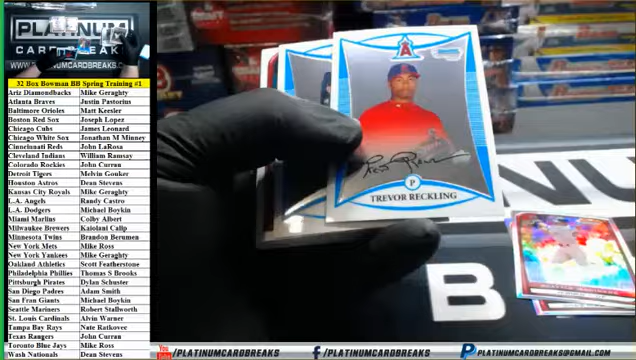 PLATINUM
CARDBREAKS
WWW.PLATINUMCARDBREAKS.COM
32 Box Bowman BB Spring Training #1
Ariz Diamondbacks Mike Geraghty
Atlanta Braves Justin Pastorius
Baltimore Orioles Matt Keesler
Boston Red Sox Joseph Lopez
Chicago Cubs James Leonard
Chicago White Sox Jonathan M Minney
Cincinnati Reds John LaRosa
Cleveland Indians William Ramsay
Colorado Rockies John Curran
Detroit Tigers Melvin Gouker
Houston Astros Dean Stevens
Kansas City Royals Mike Geraghty
L.A. Angels Randy Castro
L.A. Dodgers Michael Boykin
Miami Marlins Colby Albert
Milwaukee Brewers Kaiolani Calip
Minnesota Twins Brandon Berumen
New York Mets Mike Ross
New York Yankees Mike Geraghty
Oakland Athletics Scott Featherstone
Philadelphia Phillies Thomas S Brooks
Pittsburgh Pirates Dylan Schuster
San Diego Padres Adam Smith
San Fran Giants Michael Boykin
Seattle Mariners Robert Stallworth
St. Louis Cardinals Alvin Warner
Tampa Bay Rays Nate Ratkovec
Texas Rangers John Curran
Toronto Blue Jays Mike Ross
Wash Nationals Dean Stevens
A
P
TREVOR RECKLING
B
You Tube /PLATINUMCARDBREAKS
f /PLATINUMCARDBREAKS
PLATINUMCARDBREAKS@GMAIL.COM